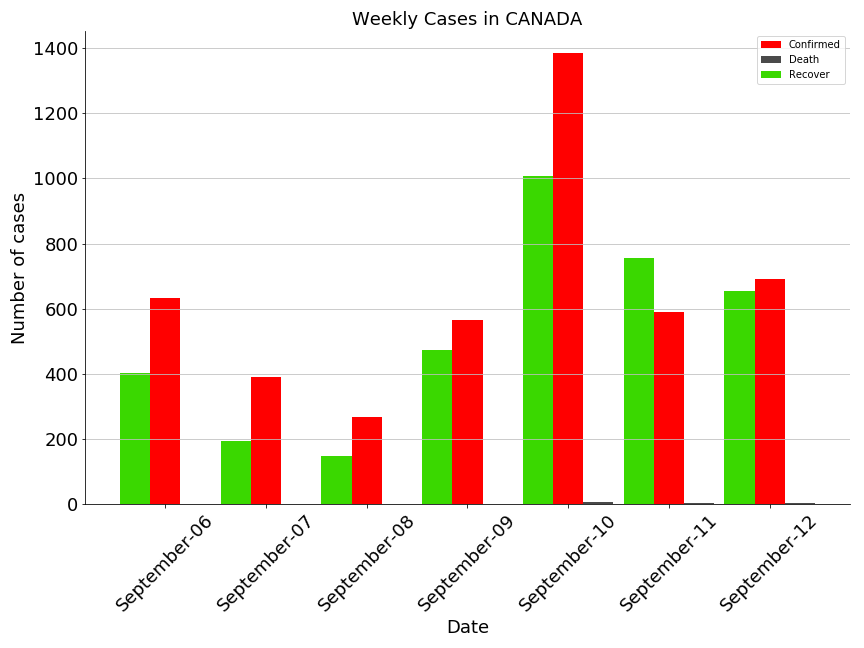 Weekly Cases in CANADA
Confirmed
Death
Recover
Number of cases
1400
1200
1000
800
600
400
200
0
September-06
September-07
September-08
September-09
September-10
September-11
September-12
Date